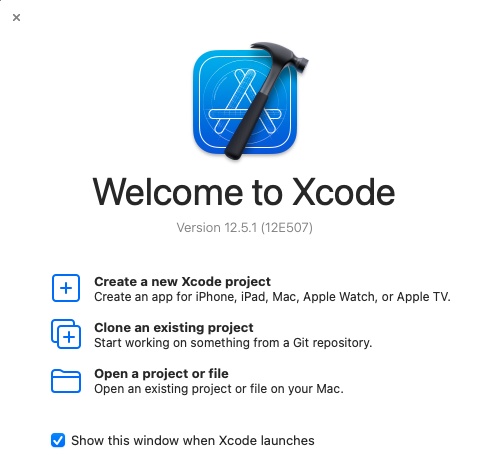 Welcome to Xcode
Version 12.5.1 (12E507)
Create a new Xcode project
Create an app for iPhone, iPad, Mac, Apple Watch, or Apple TV.
Clone an existing project
Start working on something from a Git repository.
Open a project or file
Open an existing project or file on your Mac.
Show this window when Xcode launches